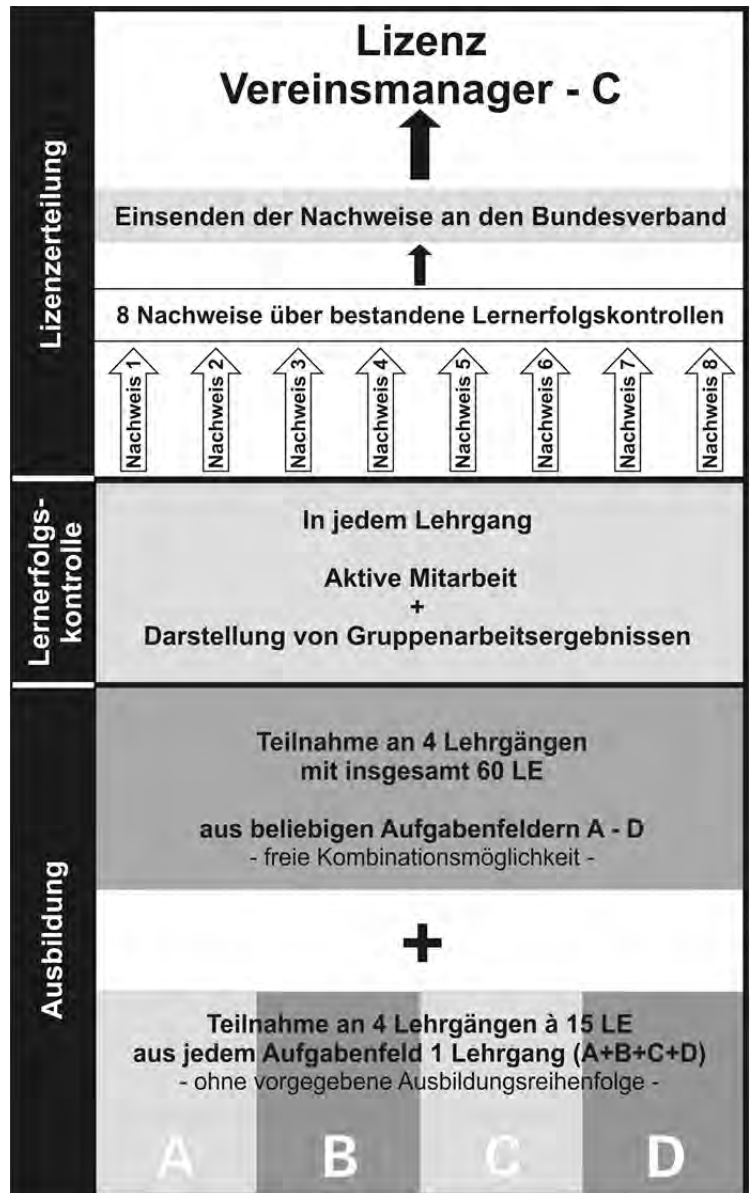 Lizenzerteilung
Lizenz
Vereinsmanager - C
Einsenden der Nachweise an den Bundesverband
8 Nachweise über bestandene Lernerfolgskontrollen
Nachweis 1
Nachweis 2
Nachweis 3
Nachweis 4
Nachweis 5
Nachweis 6
Nachweis 7
Nachweis 8
Lernerfolgs-
kontrolle
In jedem Lehrgang
Aktive Mitarbeit
+
Darstellung von Gruppenarbeitsergebnissen
Ausbildung
Teilnahme an 4 Lehrgängen
mit insgesamt 60 LE
aus beliebigen Aufgabenfeldern A - D
- freie Kombinationsmöglichkeit -
+
Teilnahme an 4 Lehrgängen à 15 LE
aus jedem Aufgabenfeld 1 Lehrgang (A+B+C+D)
- ohne vorgegebene Ausbildungsreihenfolge -
A B C D